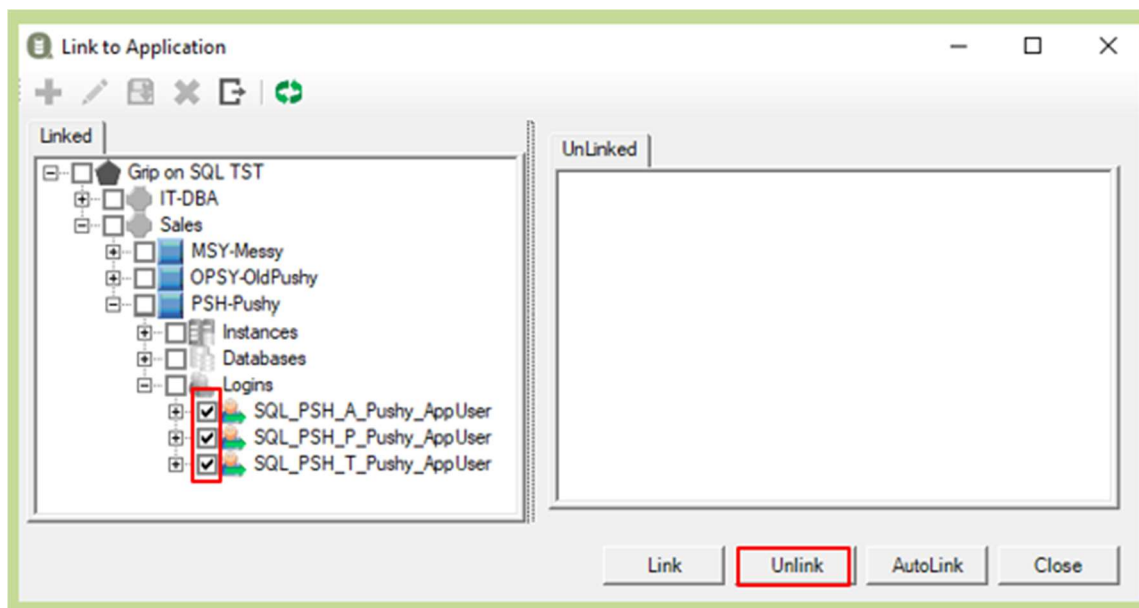 Link to Application
Linked
Grip on SQL TST
IT-DBA
Sales
MSY-Messy
OPSY-OldPushy
PSH-Pushy
Instances
Databases
Logins
SQL_PSH_A_Pushy_AppUser
SQL_PSH_P_Pushy_AppUser
SQL_PSH_T_Pushy_AppUser
UnLinked
Link
Unlink
AutoLink
Close